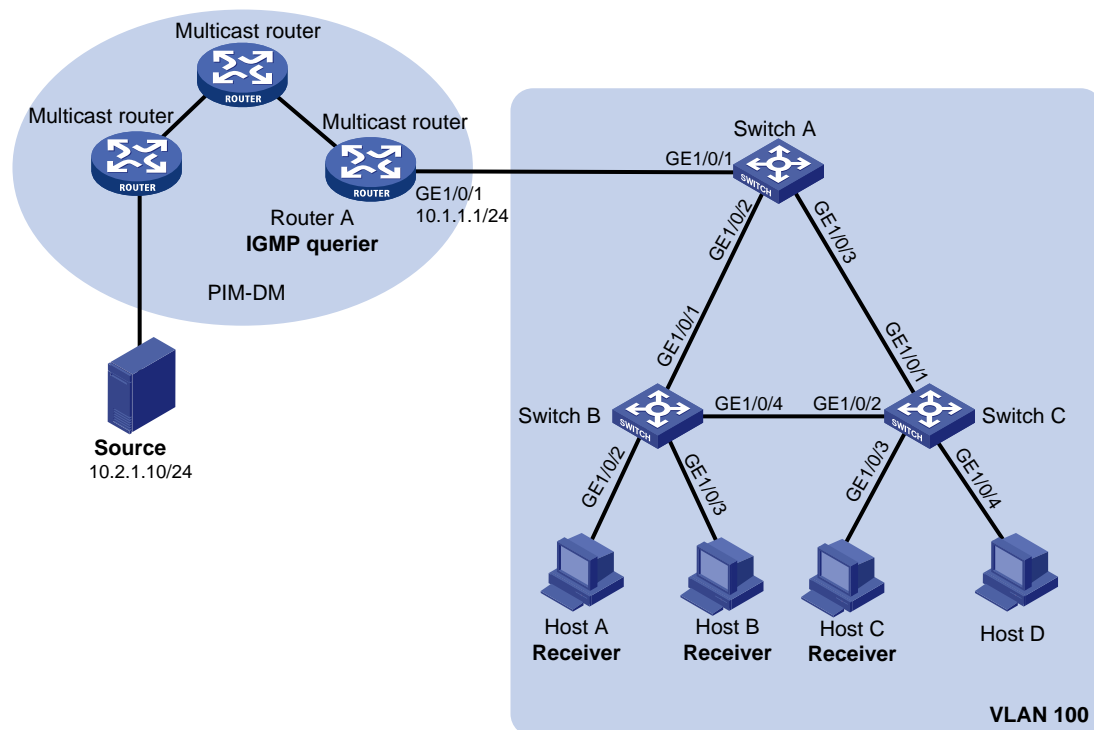 Multicast router
ROUTER
Multicast router
ROUTER
Multicast router
ROUTER
GE1/0/1
10.1.1.1/24
Router A
IGMP querier
PIM-DM
Source
10.2.1.10/24
Switch A
GE1/0/1
SWITCH
GE1/0/2
GE1/0/3
GE1/0/1
GE1/0/1
Switch B
SWITCH
GE1/0/4
GE1/0/2
SWITCH
Switch C
GE1/0/2
GE1/0/3
GE1/0/3
GE1/0/4
Host A
Receiver
Host B
Receiver
Host C
Receiver
Host D
VLAN 100